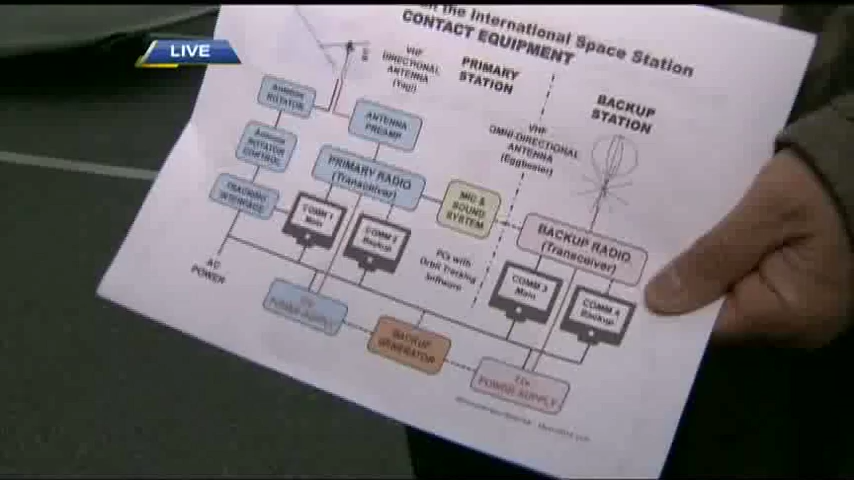 LIVE
the International Space Station
CONTACT EQUIPMENT
VHF
DIRECTIONAL
ANTENNA
(Yagi)
PRIMARY
STATION
BACKUP
STATION
Antenna
ROTATOR
ANTENNA
PREAMP
VHF
OMNI-DIRECTIONAL
ANTENNA
(Eggbeater)
Antenna
ROTATOR
CONTROL
PRIMARY RADIO
(Transceiver)
MIC &
SOUND
SYSTEM
TRACKING
INTERFACE
COMM 1
Main
COMM 2
Backup
BACKUP RADIO
(Transceiver)
AC
POWER
PCs with
Orbit Tracking
Software
COMM 3
Main
COMM 4
Backup
POWER SUPPLY
BACKUP
GENERATOR
POWER SUPPLY